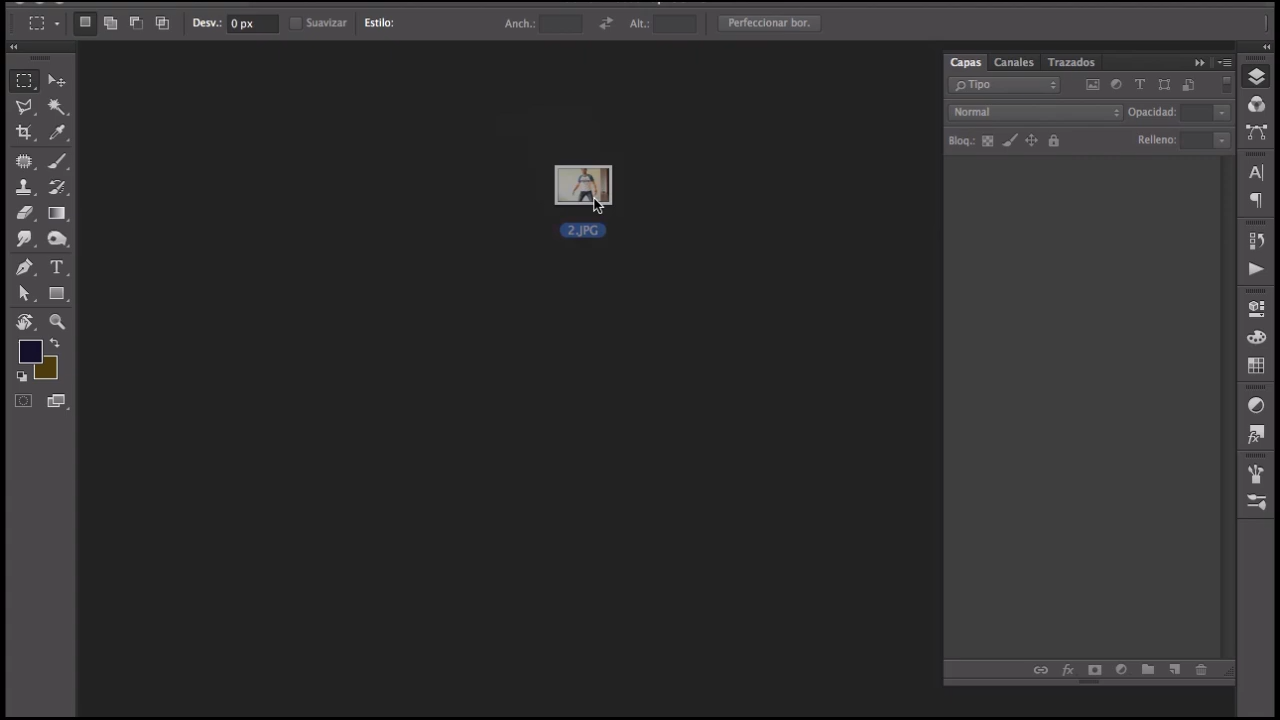 Desv.: 0 px Suavizar Estilo: Anch.: Alt.: Perfeccionar bor.
Capas Canales Trazados
Tipo
Normal Opacidad:
Bloq.: Relleno:
2.JPG